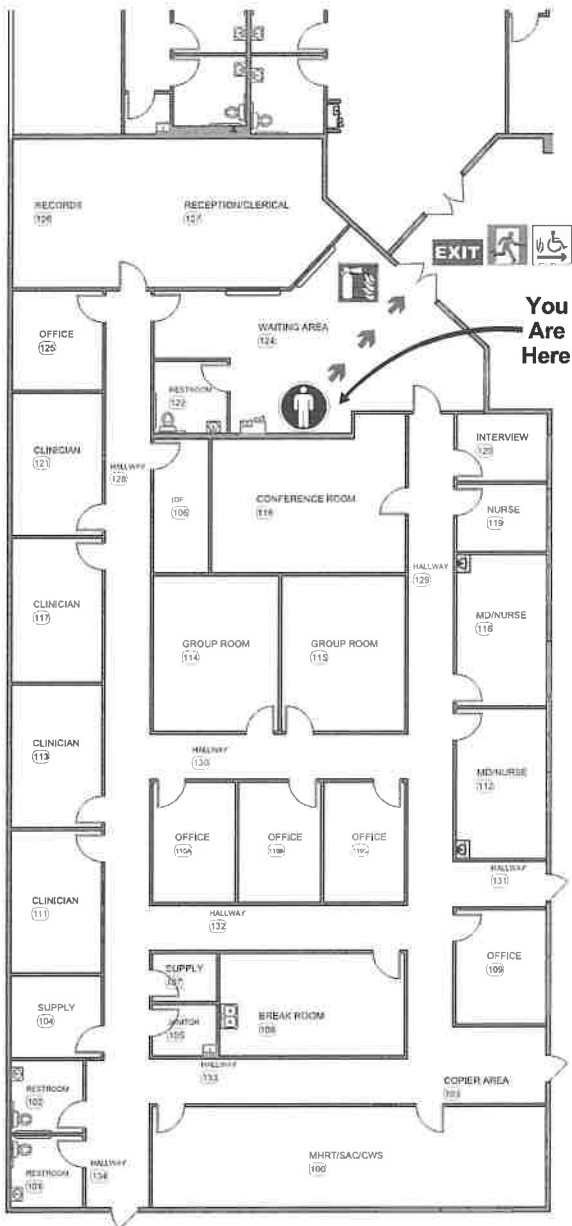 RECORDS
126
RECEPTION/CLERICAL
127
EXIT
You
Are
Here
WAITING AREA
124
OFFICE
125
RESTROOM
122
CLINICIAN
121
HALLWAY
128
INTERVIEW
120
NURSE
119
CONFERENCE ROOM
118
106
HALLWAY
129
CLINICIAN
117
MD/NURSE
116
GROUP ROOM
114
GROUP ROOM
115
CLINICIAN
113
MD/NURSE
112
HALLWAY
130
OFFICE
110A
OFFICE
110B
OFFICE
110C
CLINICIAN
111
HALLWAY
131
HALLWAY
132
OFFICE
109
SUPPLY
107
SUPPLY
104
JANITOR
105
BREAK ROOM
108
HALLWAY
133
COPIER AREA
103
RESTROOM
102
RESTROOM
101
HALLWAY
134
MHRT/SAC/CWS
100